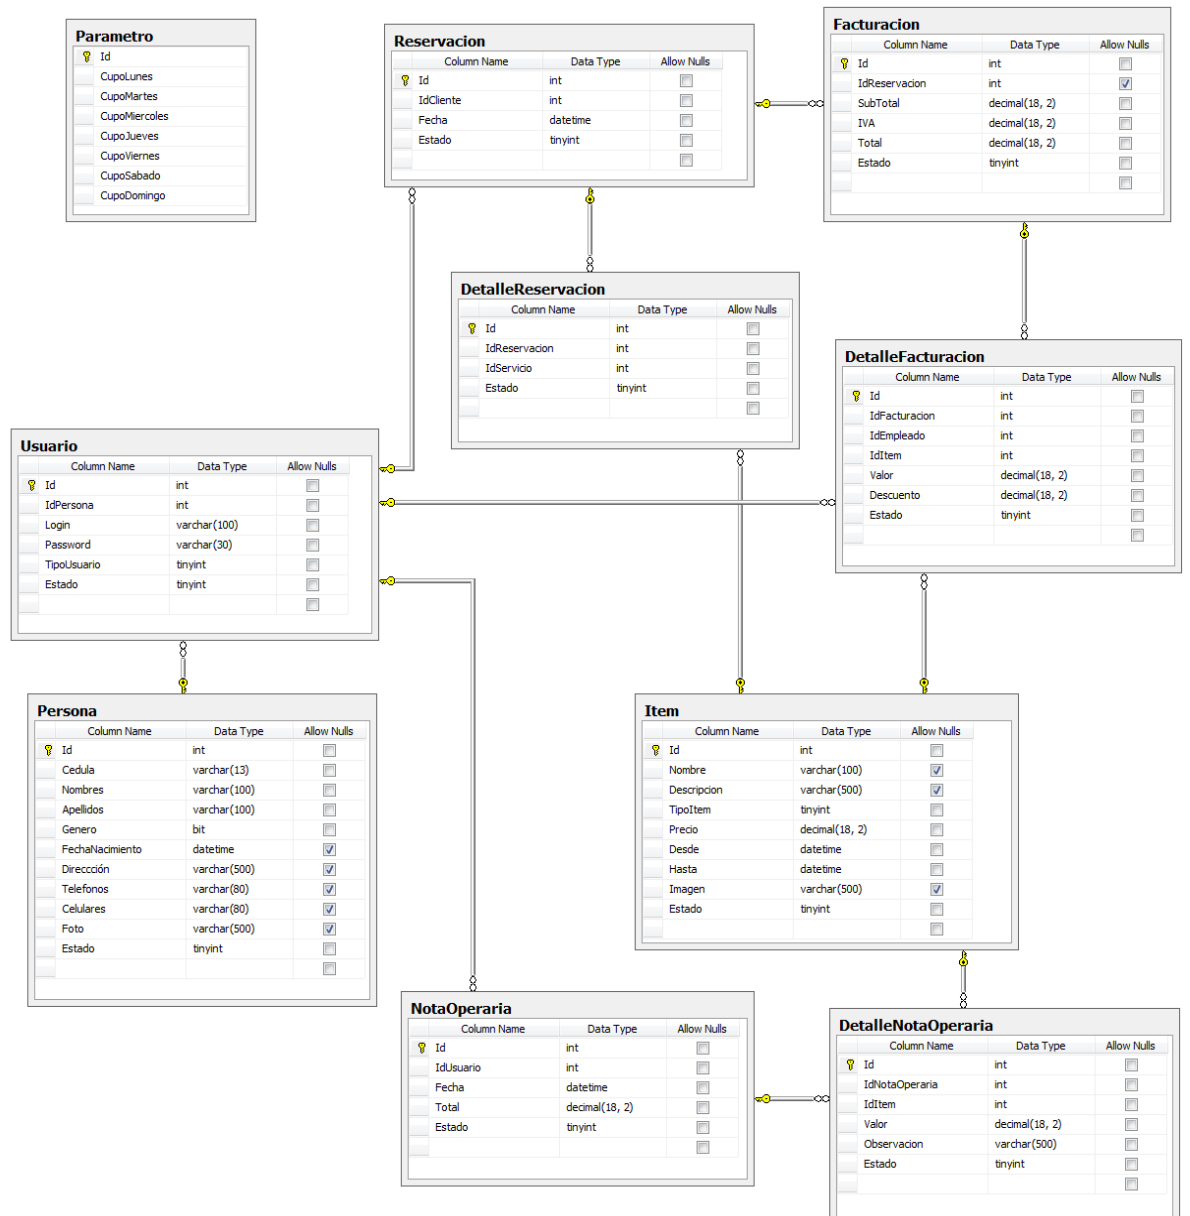 Parametro
Id
CupoLunes
CupoMartes
CupoMiercoles
CupoJueves
CupoViernes
CupoSabado
CupoDomingo
Reservacion
Column Name Data Type Allow Nulls
Id int
IdCliente int
Fecha datetime
Estado tinyint
Facturacion
Column Name Data Type Allow Nulls
Id int
IdReservacion int
SubTotal decimal(18, 2)
IVA decimal(18, 2)
Total decimal(18, 2)
Estado tinyint
DetalleReservacion
Column Name Data Type Allow Nulls
Id int
IdReservacion int
IdServicio int
Estado tinyint
DetalleFacturacion
Column Name Data Type Allow Nulls
Id int
IdFacturacion int
IdEmpleado int
IdItem int
Valor decimal(18, 2)
Descuento decimal(18, 2)
Estado tinyint
Usuario
Column Name Data Type Allow Nulls
Id int
IdPersona int
Login varchar(100)
Password varchar(30)
TipoUsuario tinyint
Estado tinyint
Persona
Column Name Data Type Allow Nulls
Id int
Cedula varchar(13)
Nombres varchar(100)
Apellidos varchar(100)
Genero bit
FechaNacimiento datetime
Direccción varchar(500)
Telefonos varchar(80)
Celulares varchar(80)
Foto varchar(500)
Estado tinyint
Item
Column Name Data Type Allow Nulls
Id int
Nombre varchar(100)
Descripcion varchar(500)
TipoItem tinyint
Precio decimal(18, 2)
Desde datetime
Hasta datetime
Imagen varchar(500)
Estado tinyint
NotaOperaria
Column Name Data Type Allow Nulls
Id int
IdUsuario int
Fecha datetime
Total decimal(18, 2)
Estado tinyint
DetalleNotaOperaria
Column Name Data Type Allow Nulls
Id int
IdNotaOperaria int
IdItem int
Valor decimal(18, 2)
Observacion varchar(500)
Estado tinyint